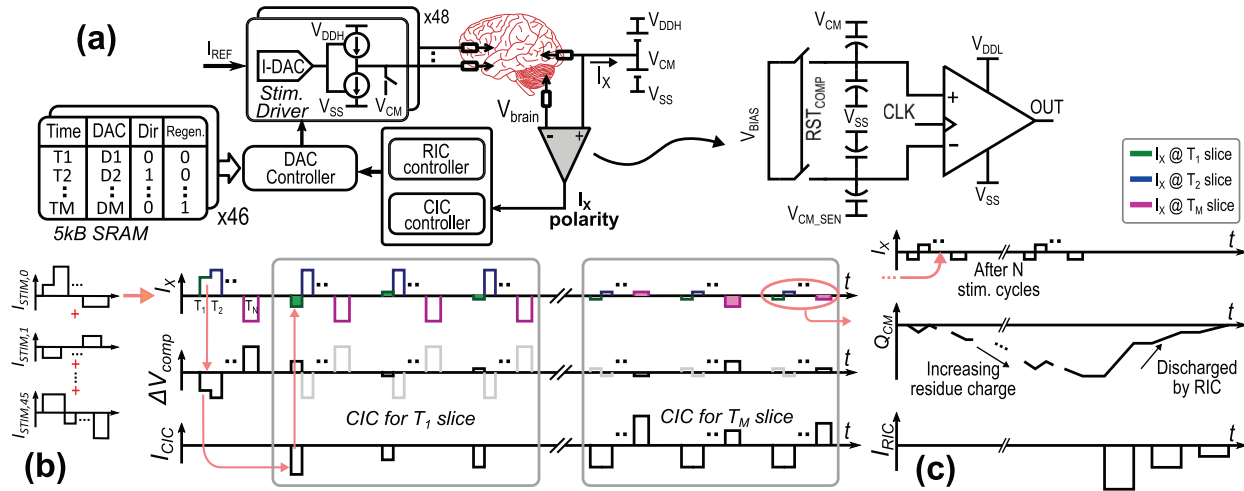 (a)
x48
I_REF
I-DAC
V_DDH
V_SS
V_CM
Stim.
Driver
V_brain
I_X
V_DDH
V_CM
V_SS
- +
Time DAC Dir Regen.
T1 D1 0 0
T2 D2 1 0
TM DM 0 1
x46
5kB SRAM
DAC
Controller
RIC
controller
CIC
controller
I_X
polarity
V_BIAS
RST_COMP
V_CM
V_SS
V_SS
V_CM_SEN
CLK
+
-
V_DDL
V_SS
OUT
I_X @ T_1 slice
I_X @ T_2 slice
I_X @ T_M slice
(b)
I_STIM,0
+
I_STIM,1
+
+
I_STIM,45
I_X
T_1 T_2 T_N
t
ΔV_comp
t
CIC for T_1 slice
CIC for T_M slice
I_CIC
t
(c)
I_X
t
After N
stim. cycles
Q_CM
t
Increasing
residue charge
Discharged
by RIC
I_RIC
t